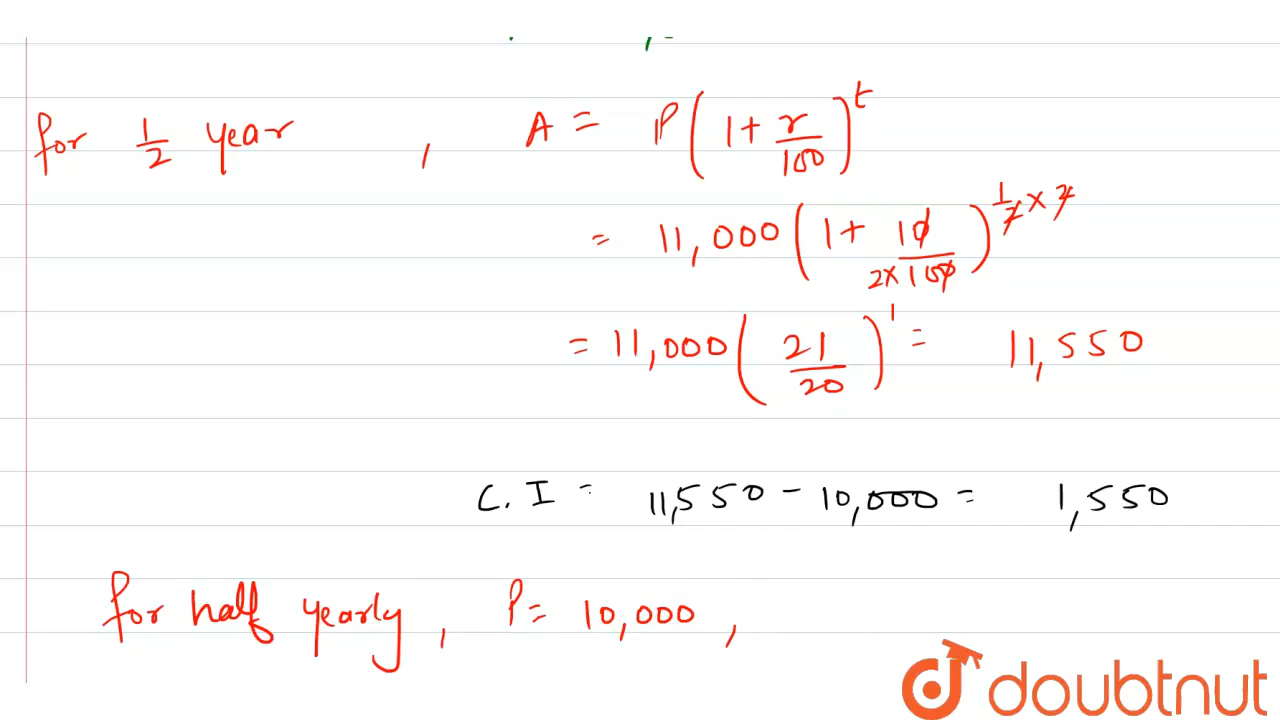 for 1/2 year , A = P(1 + r/100)^t
= 11,000(1 + 10/2×100)^1/2×2
= 11,000(21/20)^1 = 11,550
C.I = 11,550 - 10,000 = 1,550
for half yearly, P = 10,000,
doubtnut